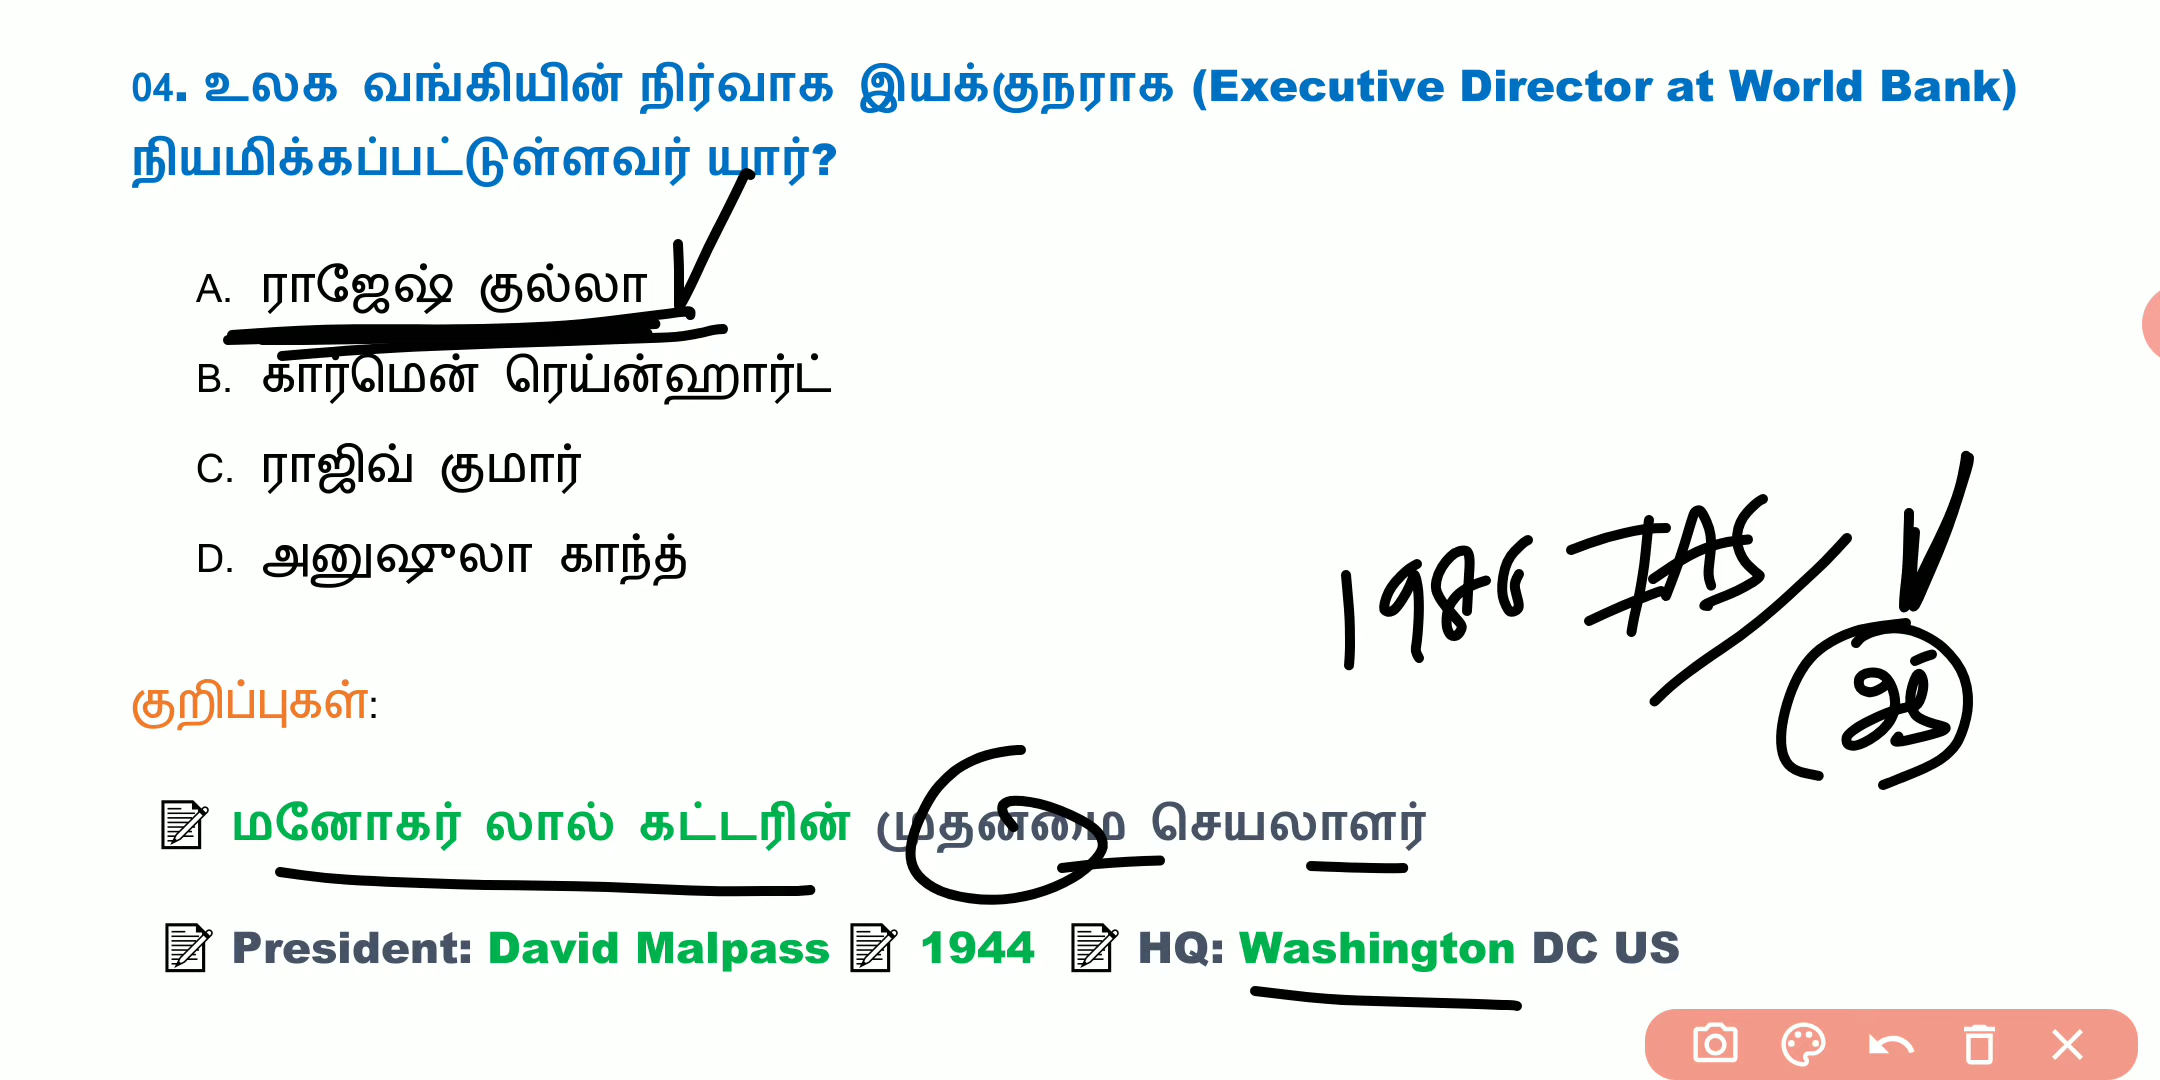 04. உலக வங்கியின் நிர்வாக இயக்குநராக (Executive Director at World Bank)
நியமிக்கப்பட்டுள்ளவர் யார்?
A. ராஜேஷ் குல்லா
B. கார்மென் ரெய்ன்ஹார்ட்
C. ராஜிவ் குமார்
D. அனுஷுலா காந்த்
1986 IAS
குறிப்புகள்:
மனோகர் லால் கட்டரின் முதன்மை செயலாளர்
President: David Malpass 1944 HQ: Washington DC US